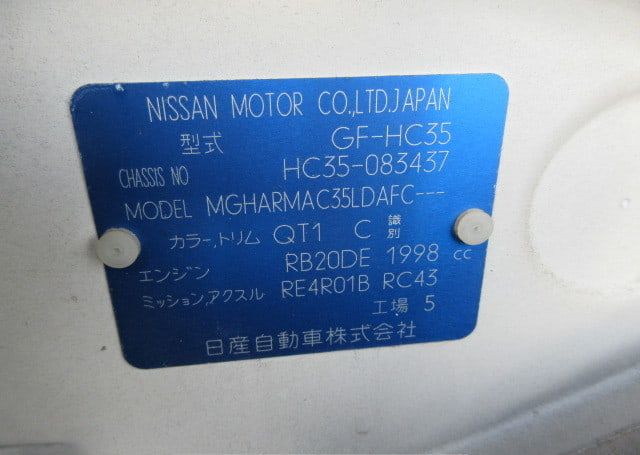 NISSAN MOTOR CO.,LTD.JAPAN
型式 GF-HC35
CHASSIS NO HC35-083437
MODEL MGHARMAC35LDAFC---
カラー,トリム QT1 C 識別
エンジン RB20DE 1998 cc
ミッション,アクスル RE4R01B RC43
工場 5
日産自動車株式会社